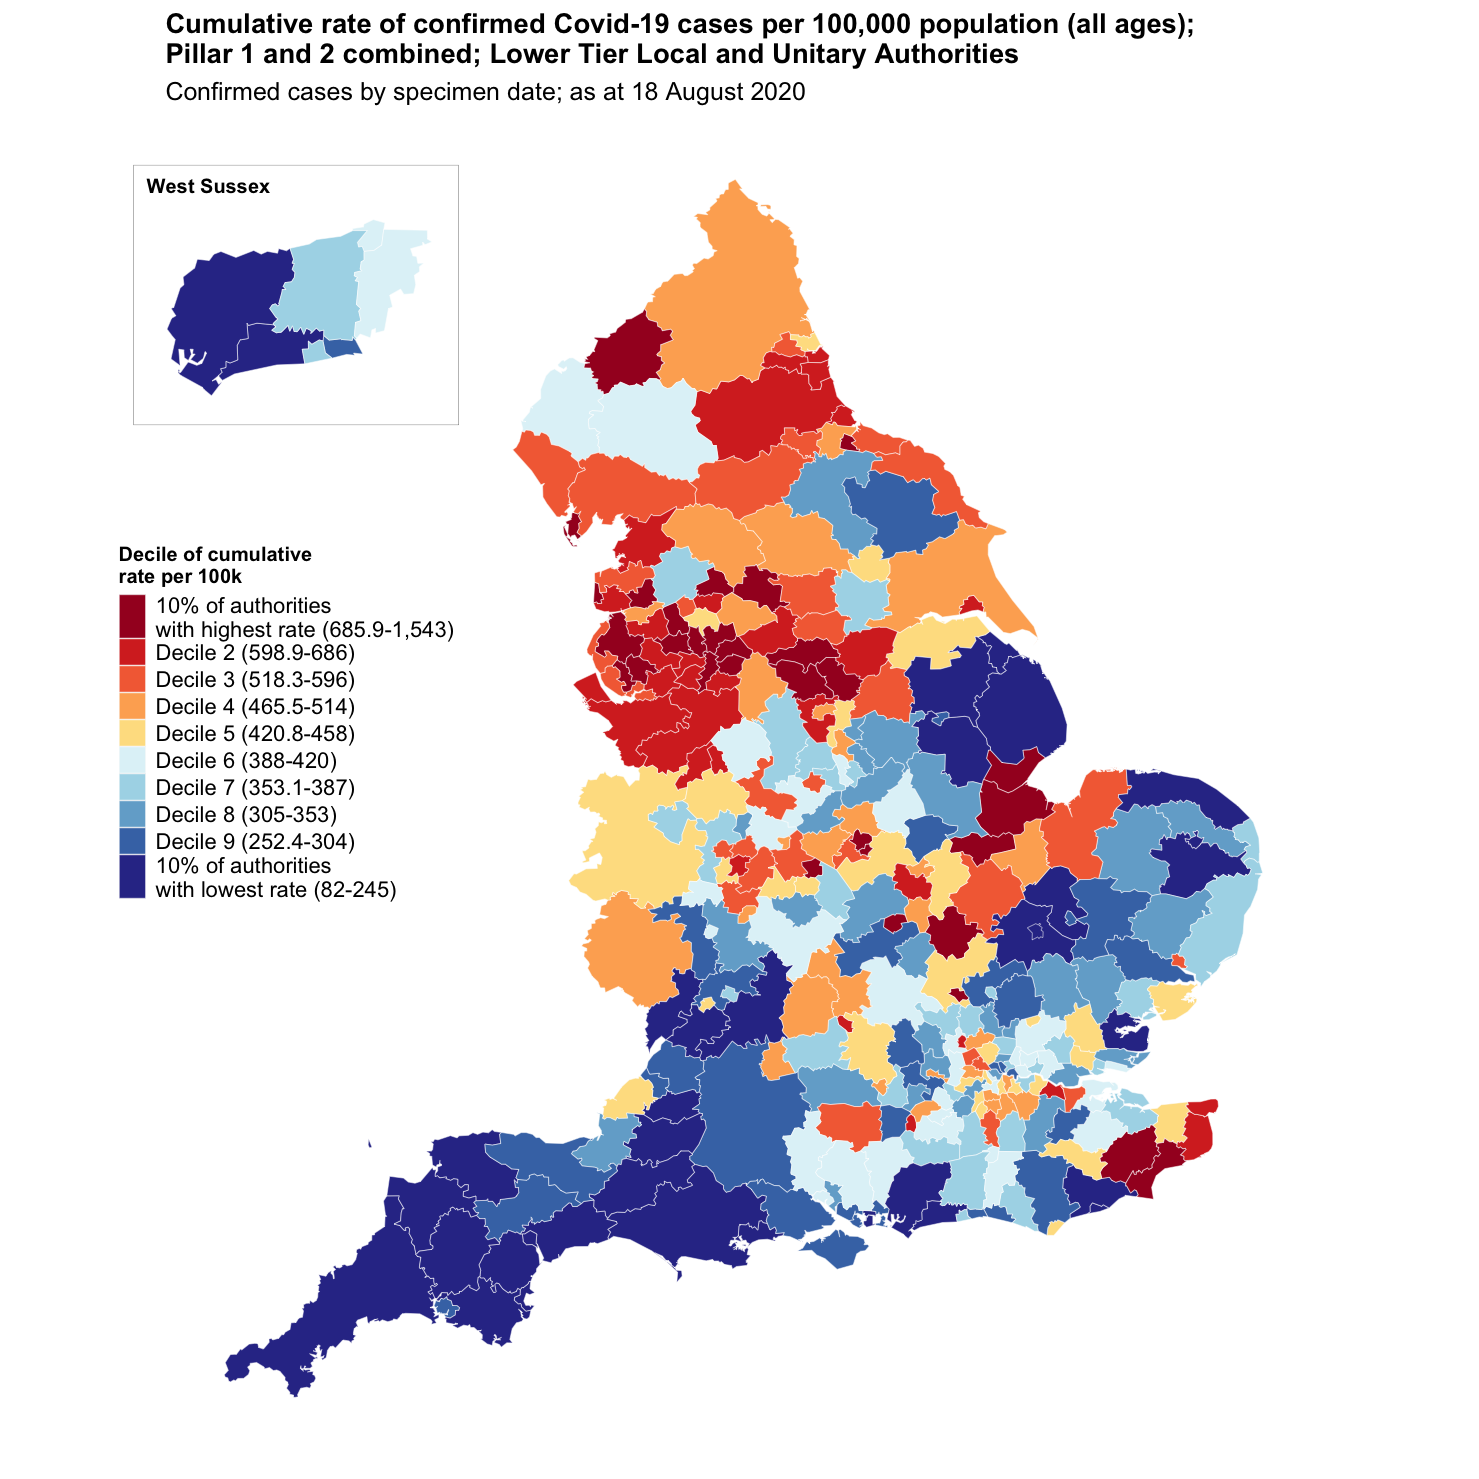 Cumulative rate of confirmed Covid-19 cases per 100,000 population (all ages);
Pillar 1 and 2 combined; Lower Tier Local and Unitary Authorities
Confirmed cases by specimen date; as at 18 August 2020
West Sussex
Decile of cumulative
rate per 100k
10% of authorities
with highest rate (685.9-1,543)
Decile 2 (598.9-686)
Decile 3 (518.3-596)
Decile 4 (465.5-514)
Decile 5 (420.8-458)
Decile 6 (388-420)
Decile 7 (353.1-387)
Decile 8 (305-353)
Decile 9 (252.4-304)
10% of authorities
with lowest rate (82-245)